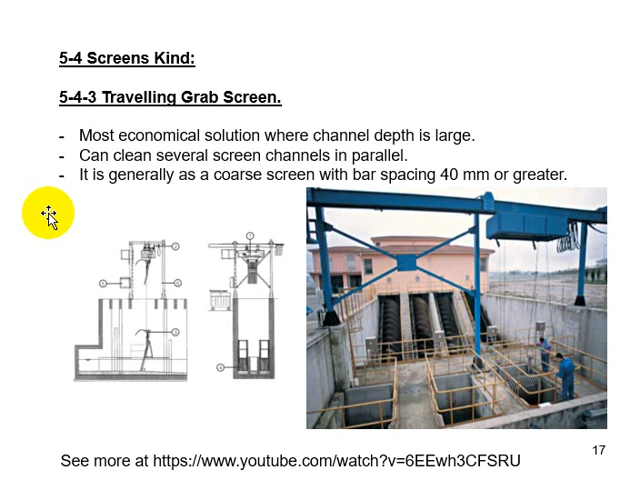 5-4 Screens Kind:
5-4-3 Travelling Grab Screen.
- Most economical solution where channel depth is large.
- Can clean several screen channels in parallel.
- It is generally as a coarse screen with bar spacing 40 mm or greater.
17
See more at https://www.youtube.com/watch?v=6EEwh3CFSRU